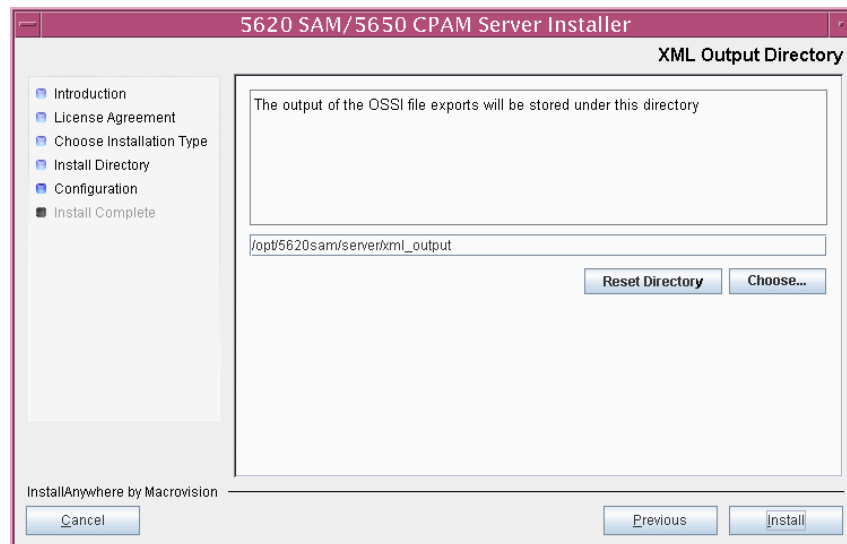 5620 SAM/5650 CPAM Server Installer
XML Output Directory
Introduction
License Agreement
Choose Installation Type
Install Directory
Configuration
Install Complete
The output of the OSSI file exports will be stored under this directory
/opt/5620sam/server/xml_output
Reset Directory
Choose...
InstallAnywhere by Macrovision
Cancel
Previous
Install